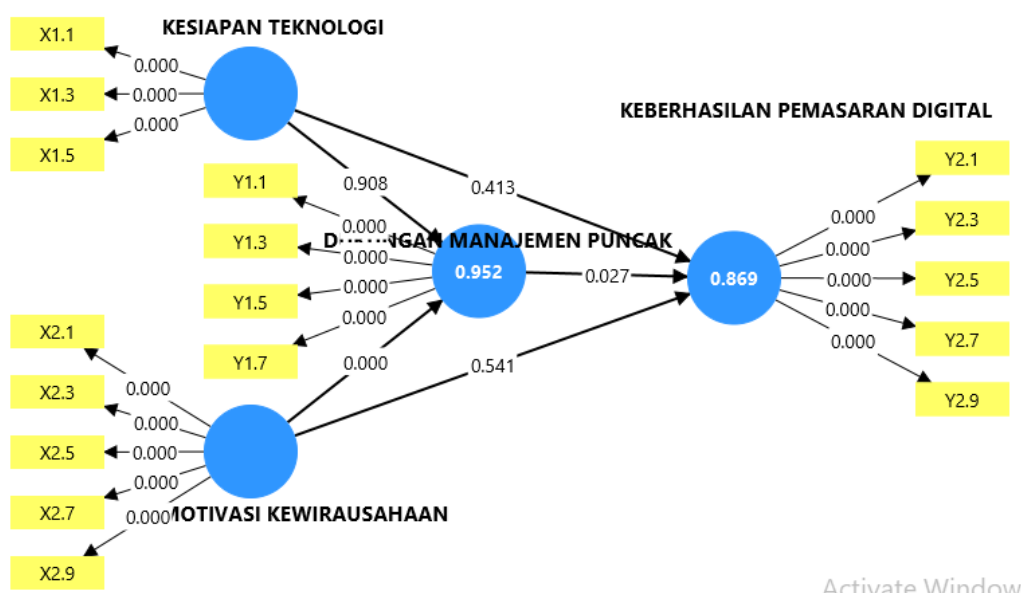 KESIAPAN TEKNOLOGI
X1.1
0.000
X1.3
0.000
X1.5
0.000
KEBERHASILAN PEMASARAN DIGITAL
Y1.1
0.908
0.413
Y2.1
0.000
0.000
Y1.3
MANAJEMEN PUNCAK
0.000
Y2.3
0.000
0.952
0.027
0.869
0.000
Y2.5
Y1.5
0.000
0.000
Y2.7
0.000
0.000
Y2.9
Y1.7
0.000
0.541
X2.1
0.000
X2.3
0.000
X2.5
0.000
X2.7
0.000
X2.9
0.000
KEWIRAUSAHAAN
Activate Window